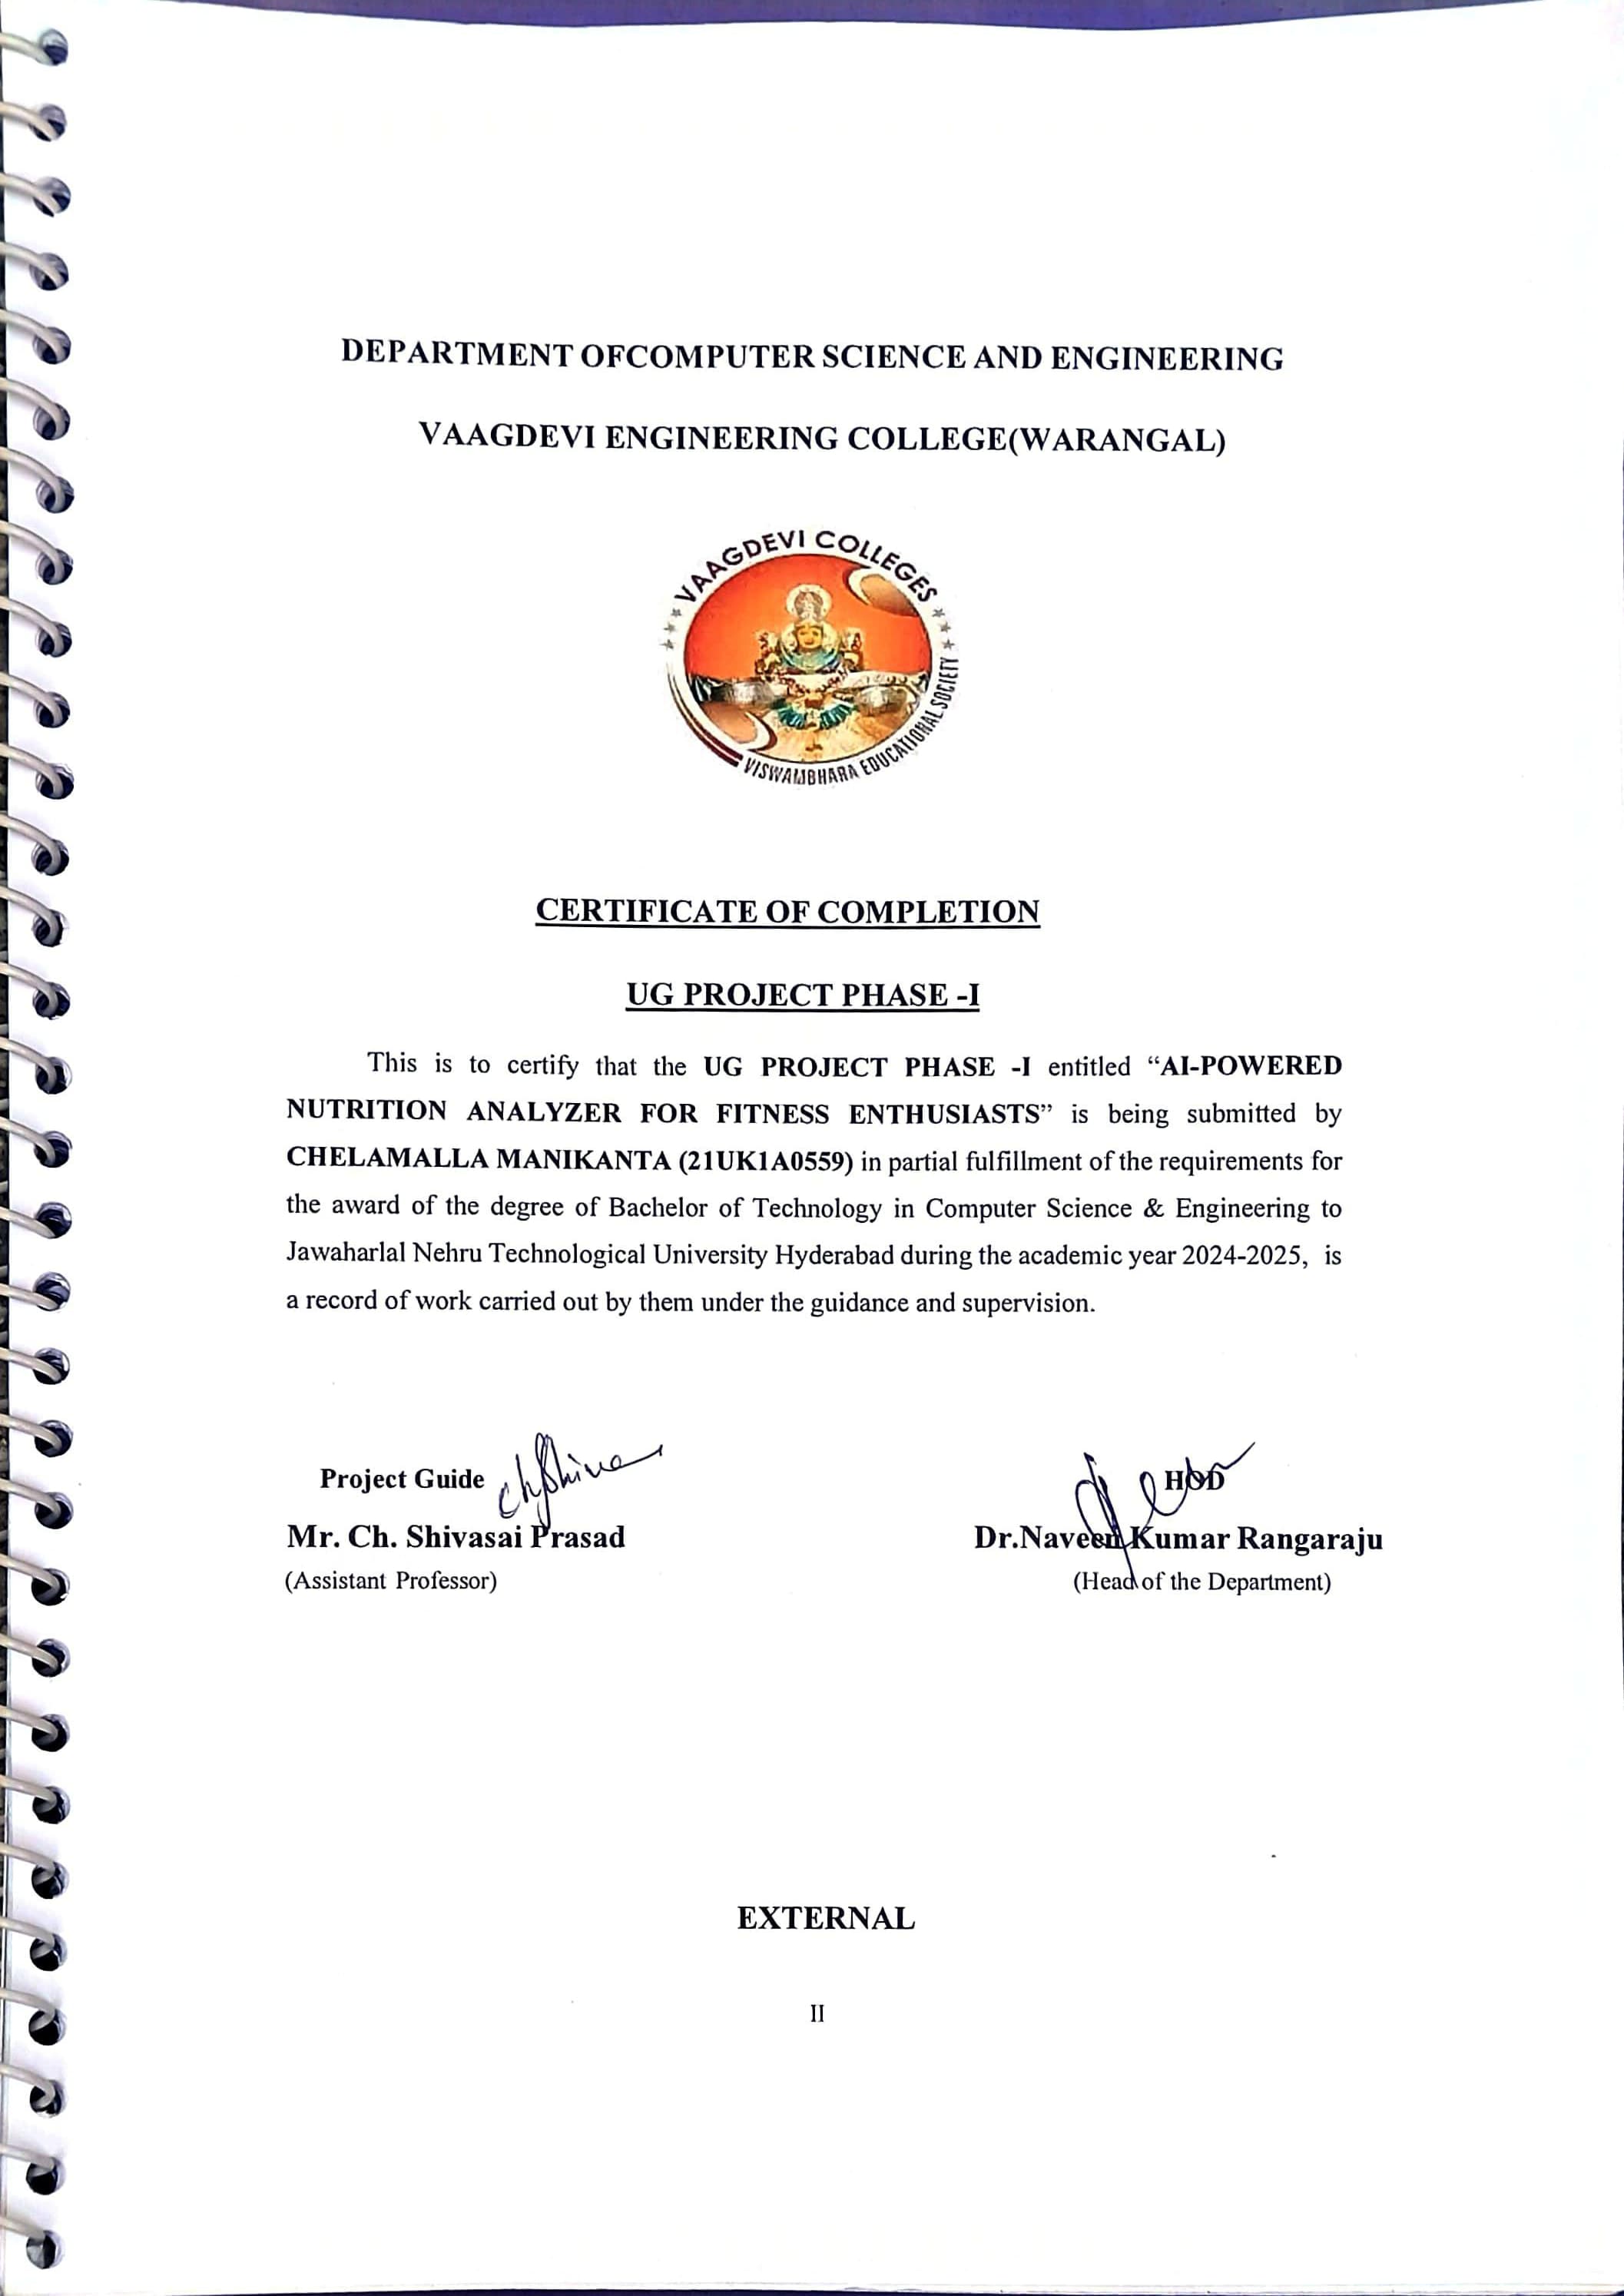 DEPARTMENT OFCOMPUTER SCIENCE AND ENGINEERING
VAAGDEVI ENGINEERING COLLEGE(WARANGAL)
VAAGDEVI COLLEGES
VISWAMBHARA EDUCATIONAL SOCIETY
CERTIFICATE OF COMPLETION
UG PROJECT PHASE -I
This is to certify that the UG PROJECT PHASE -I entitled “AI-POWERED
NUTRITION ANALYZER FOR FITNESS ENTHUSIASTS” is being submitted by
CHELAMALLA MANIKANTA (21UK1A0559) in partial fulfillment of the requirements for
the award of the degree of Bachelor of Technology in Computer Science & Engineering to
Jawaharlal Nehru Technological University Hyderabad during the academic year 2024-2025, is
a record of work carried out by them under the guidance and supervision.
Project Guide HOD
Mr. Ch. Shivasai Prasad Dr.Naveen Kumar Rangaraju
(Assistant Professor) (Head of the Department)
EXTERNAL
II